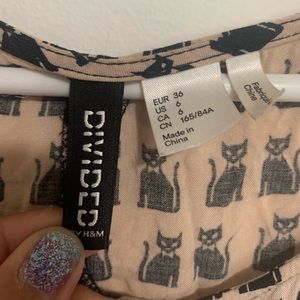 DIVIDED
BY H&M
EUR 36
US 6
CA 6
CN 165/84A
Made in
China
Fabriqué
Chine